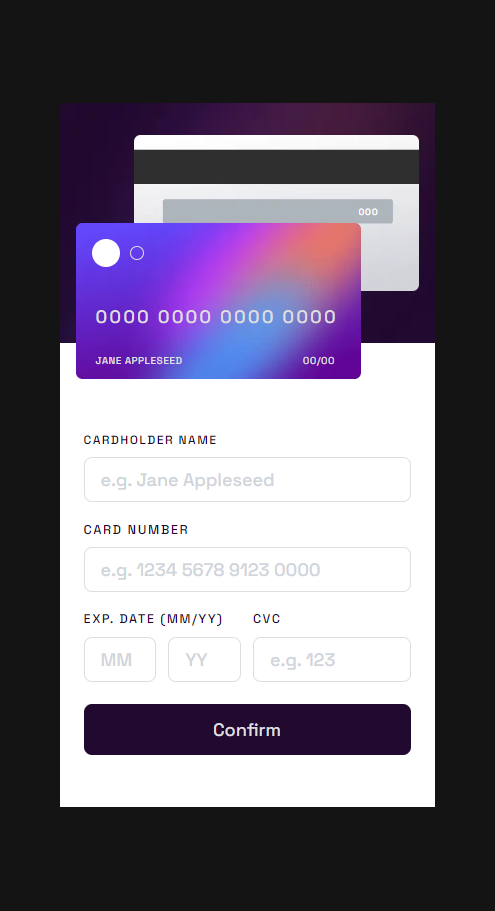 000
0000 0000 0000 0000
JANE APPLESEED 00/00
CARDHOLDER NAME
e.g. Jane Appleseed
CARD NUMBER
e.g. 1234 5678 9123 0000
EXP. DATE (MM/YY) CVC
MM YY e.g. 123
Confirm